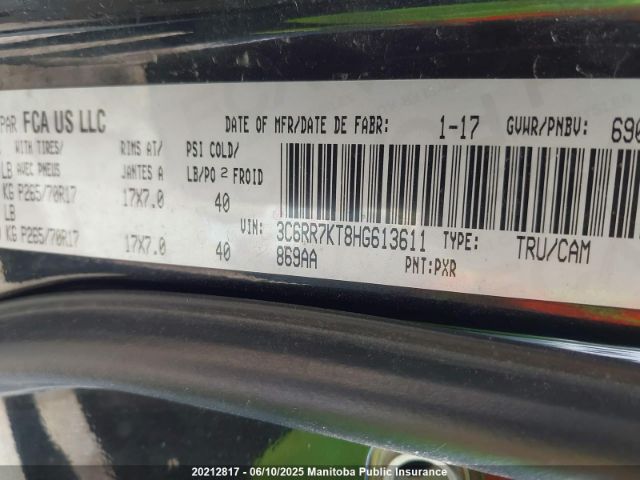 PAR FCA US LLC DATE OF MFR/DATE DE FABR: 1-17 GVWR/PNBV: 690
WITH TIRES/ RIMS AT/ PSI COLD/
LB AVEC PNEUS JANTES A LB/PO 2 FROID
KG P265/70R17 17X7.0 40
LB VIN: 3C6RR7KT8HG613611 TYPE: TRU/CAM
KG P265/70R17 17X7.0 40 869AA PNT:PXR
20212817 - 06/10/2025 Manitoba Public Insurance